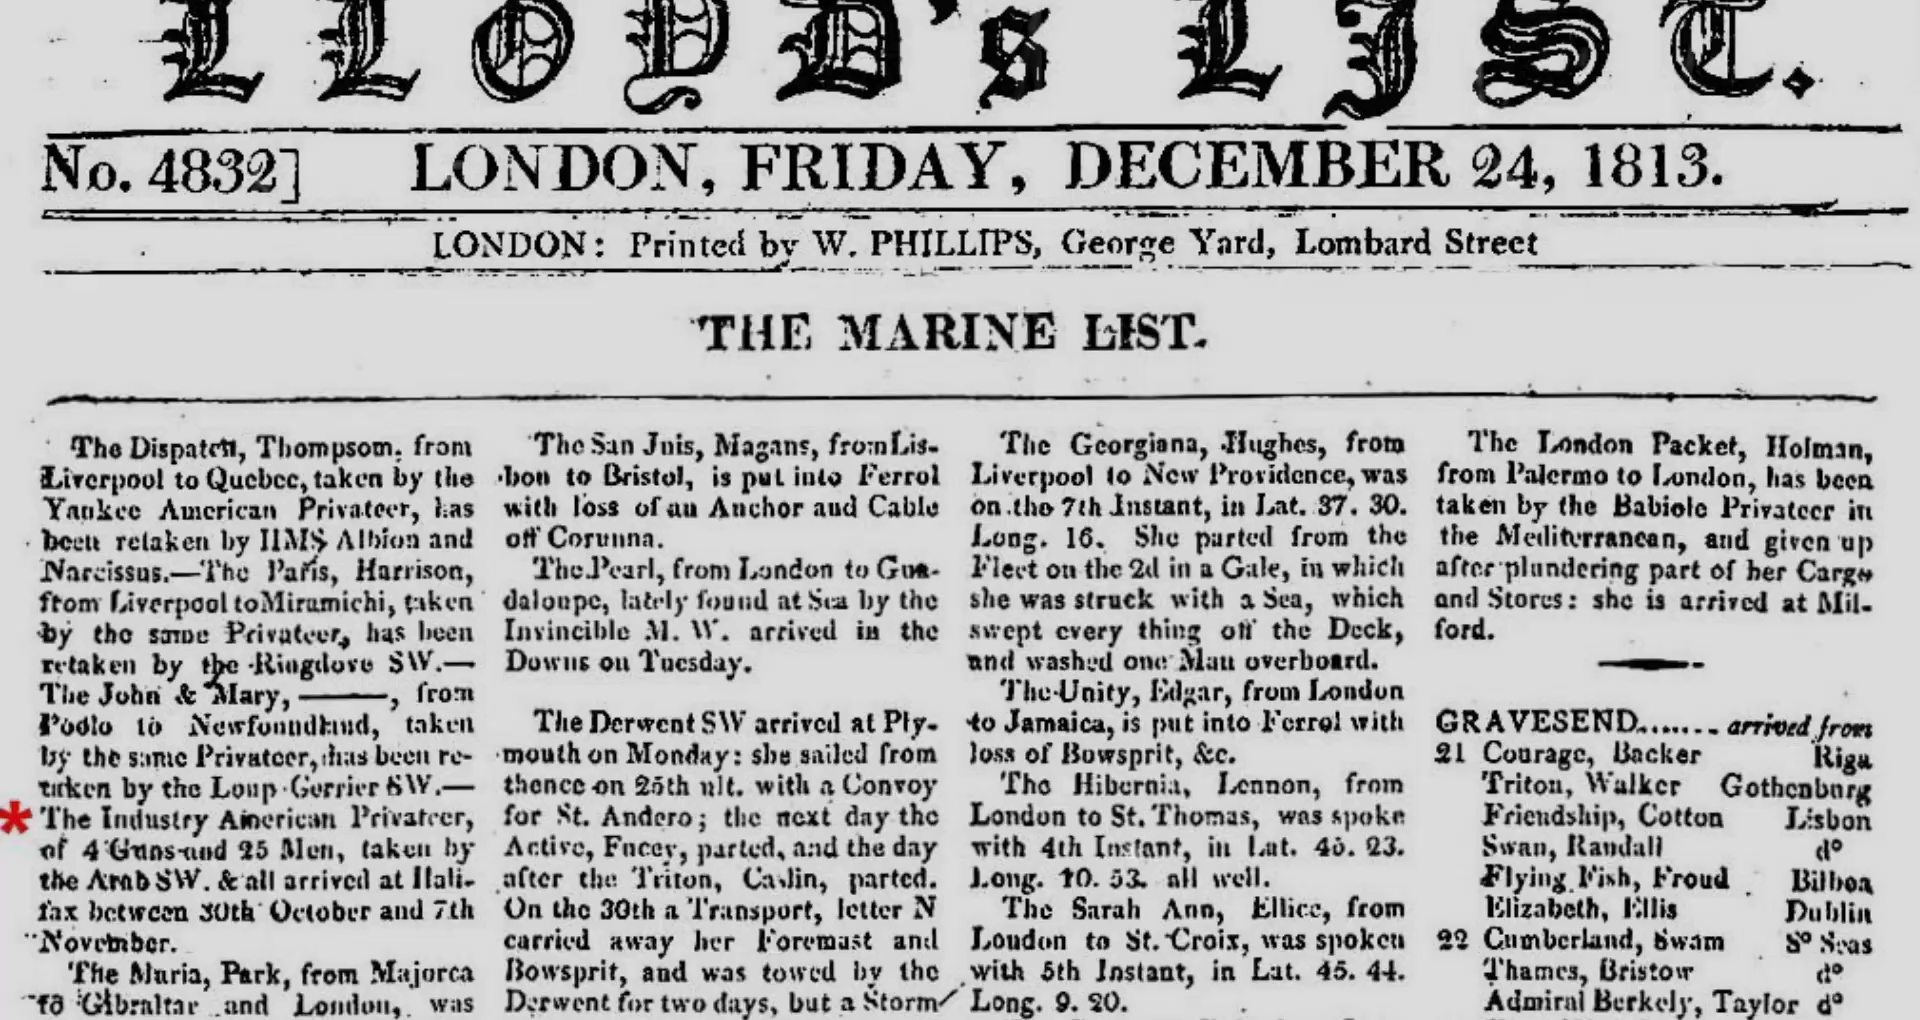 LLOYD's LIST.
No. 4832] LONDON, FRIDAY, DECEMBER 24, 1813.
LONDON: Printed by W. PHILLIPS, George Yard, Lombard Street
THE MARINE LIST.
The Dispatch, Thompsom, from
Liverpool to Quebec, taken by the
Yankee American Privateer, has
been retaken by HMS Albion and
Narcissus.—The Paris, Harrison,
from Liverpool to Miramichi, taken
by the same Privateer, has been
retaken by the Ringdove SW.—
The John & Mary, ———, from
Poolo to Newfoundland, taken
by the same Privateer, has been re-
taken by the Loup Gerrier SW.—
* The Industry American Privateer,
of 4 Guns and 25 Men, taken by
the Arab SW. & all arrived at Hali-
fax between 30th October and 7th
November.
The Maria, Park, from Majorca
to Gibraltar and London, was
The San Juis, Magans, from Lis-
bon to Bristol, is put into Ferrol
with loss of an Anchor and Cable
off Corunna.
The Pearl, from London to Gua-
daloupe, lately found at Sea by the
Invincible M. W. arrived in the
Downs on Tuesday.
The Derwent SW arrived at Ply-
mouth on Monday: she sailed from
thence on 25th ult. with a Convoy
for St. Andero; the next day the
Active, Fucey, parted, and the day
after the Triton, Caslin, parted.
On the 30th a Transport, letter N
carried away her Foremast and
Bowsprit, and was towed by the
Derwent for two days, but a Storm
The Georgiana, Hughes, from
Liverpool to New Providence, was
on the 7th Instant, in Lat. 37. 30.
Long. 16. She parted from the
Fleet on the 2d in a Gale, in which
she was struck with a Sea, which
swept every thing off the Deck,
and washed one Man overboard.
The Unity, Edgar, from London
to Jamaica, is put into Ferrol with
loss of Bowsprit, &c.
The Hibernia, Lennon, from
London to St. Thomas, was spoke
with 4th Instant, in Lat. 45. 23.
Long. 10. 53. all well.
The Sarah Ann, Ellice, from
London to St. Croix, was spoken
with 5th Instant, in Lat. 45. 44.
Long. 9. 20.
The London Packet, Holman,
from Palermo to London, has been
taken by the Babiole Privateer in
the Mediterranean, and given up
after plundering part of her Cargo
and Stores: she is arrived at Mil-
ford.
GRAVESEND....... arrived from
21 Courage, Backer Riga
Triton, Walker Gothenburg
Friendship, Cotton Lisbon
Swan, Randall do
Flying Fish, Froud Bilboa
Elizabeth, Ellis Dublin
22 Cumberland, Swam So Seas
Thames, Bristow do
Admiral Berkely, Taylor do